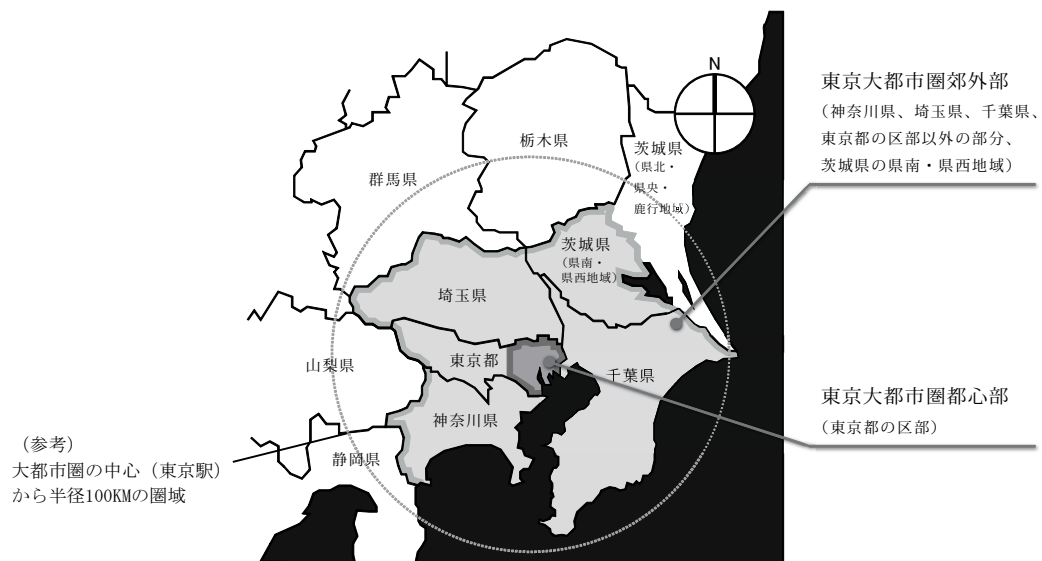 N
東京大都市圏郊外部
（神奈川県、埼玉県、千葉県、
東京都の区部以外の部分、
茨城県の県南・県西地域）
栃木県
茨城県
（県北・
県央・
鹿行地域）
群馬県
茨城県
（県南・
県西地域）
埼玉県
東京都
山梨県
千葉県
東京大都市圏都心部
（東京都の区部）
神奈川県
静岡県
（参考）
大都市圏の中心（東京駅）
から半径100KMの圏域